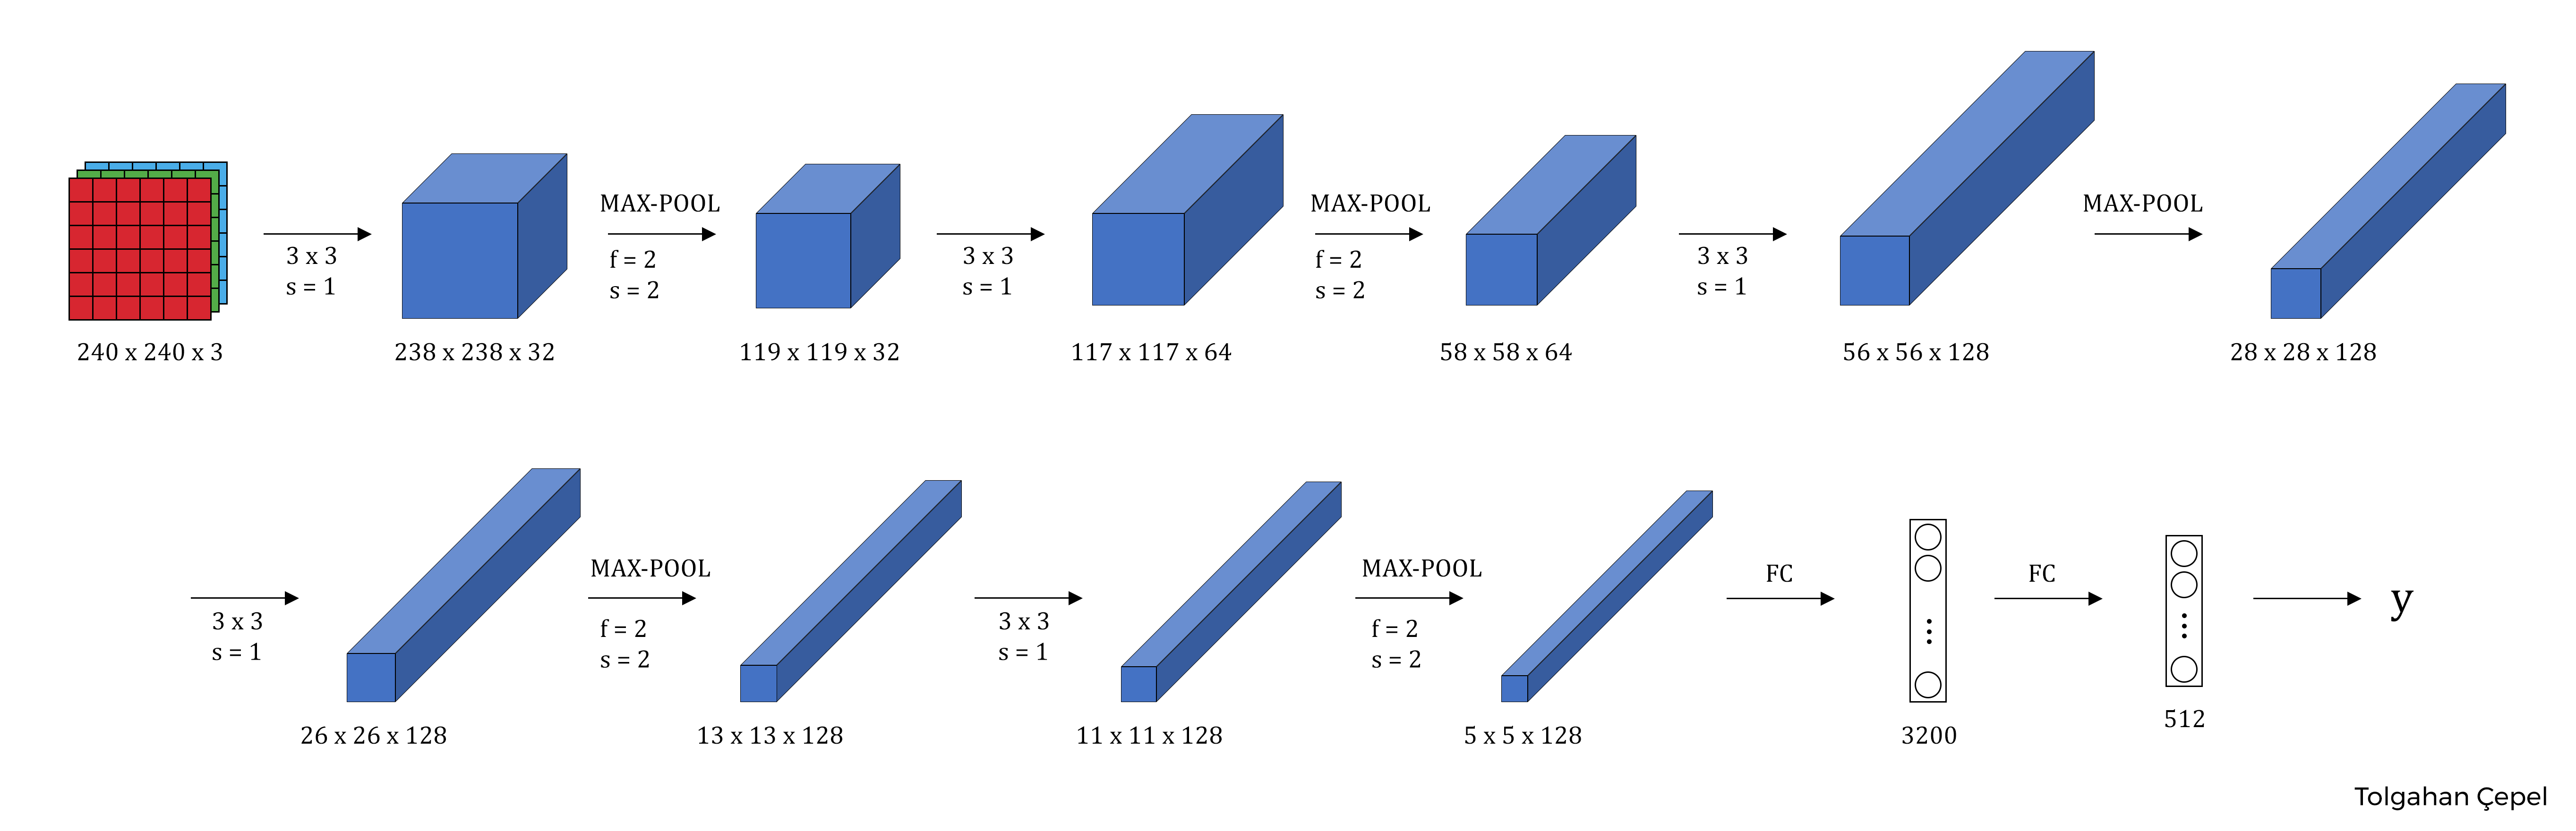 MAX-POOL
MAX-POOL
MAX-POOL
3 x 3
s = 1
f = 2
s = 2
3 x 3
s = 1
f = 2
s = 2
3 x 3
s = 1
240 x 240 x 3
238 x 238 x 32
119 x 119 x 32
117 x 117 x 64
58 x 58 x 64
56 x 56 x 128
28 x 28 x 128
3 x 3
s = 1
MAX-POOL
f = 2
s = 2
3 x 3
s = 1
MAX-POOL
f = 2
s = 2
FC
FC
y
26 x 26 x 128
13 x 13 x 128
11 x 11 x 128
5 x 5 x 128
3200
512
Tolgahan Çepel